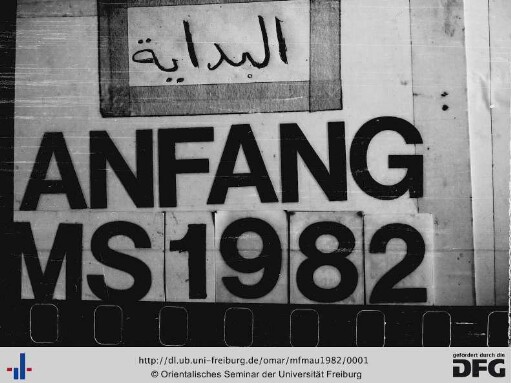 البداية
ANFANG
MS 1982
http://dl.ub.uni-freiburg.de/omar/mfmau1982/0001
© Orientalisches Seminar der Universität Freiburg
gefördert durch die
DFG